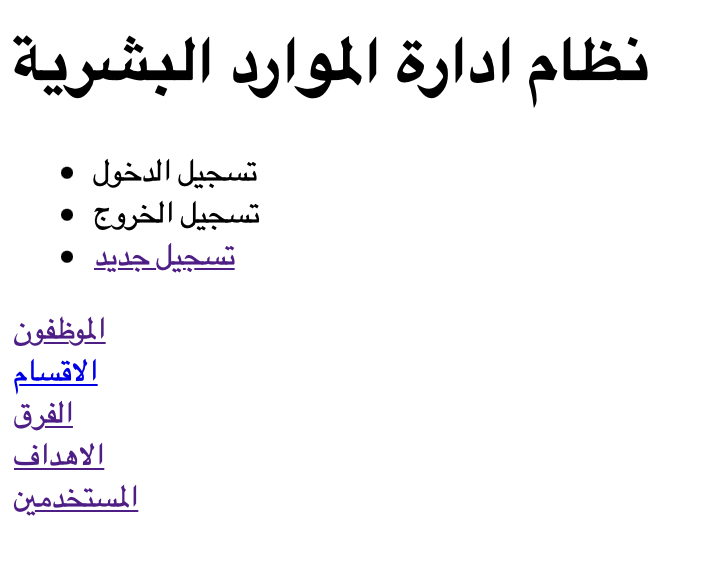 نظام ادارة الموارد البشرية
تسجيل الدخول
تسجيل الخروج
تسجيل جديد
الموظفون
الاقسام
الفرق
الاهداف
المستخدمين